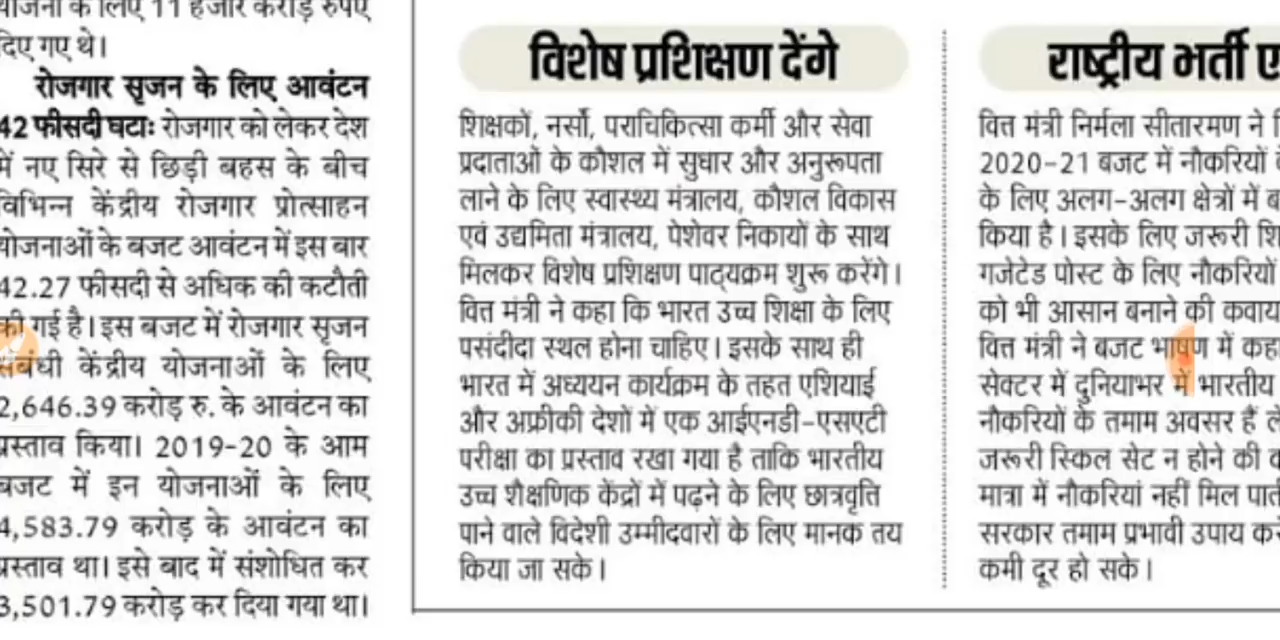 योजना के लिए 11 हजार करोड़ रुपए
दिए गए थे।
रोजगार सृजन के लिए आवंटन
42 फीसदी घटाः रोजगार को लेकर देश
में नए सिरे से छिड़ी बहस के बीच
विभिन्न केंद्रीय रोजगार प्रोत्साहन
योजनाओं के बजट आवंटन में इस बार
42.27 फीसदी से अधिक की कटौती
की गई है। इस बजट में रोजगार सृजन
संबंधी केंद्रीय योजनाओं के लिए
2,646.39 करोड़ रु. के आवंटन का
प्रस्ताव किया। 2019-20 के आम
बजट में इन योजनाओं के लिए
4,583.79 करोड़ के आवंटन का
प्रस्ताव था। इसे बाद में संशोधित कर
3,501.79 करोड़ कर दिया गया था।
विशेष प्रशिक्षण देंगे
शिक्षकों, नर्सो, पराचिकित्सा कर्मी और सेवा
प्रदाताओं के कौशल में सुधार और अनुरूपता
लाने के लिए स्वास्थ्य मंत्रालय, कौशल विकास
एवं उद्यमिता मंत्रालय, पेशेवर निकायों के साथ
मिलकर विशेष प्रशिक्षण पाठ्यक्रम शुरू करेंगे।
वित्त मंत्री ने कहा कि भारत उच्च शिक्षा के लिए
पसंदीदा स्थल होना चाहिए। इसके साथ ही
भारत में अध्ययन कार्यक्रम के तहत एशियाई
और अफ्रीकी देशों में एक आईएनडी-एसएटी
परीक्षा का प्रस्ताव रखा गया है ताकि भारतीय
उच्च शैक्षणिक केंद्रों में पढ़ने के लिए छात्रवृत्ति
पाने वाले विदेशी उम्मीदवारों के लिए मानक तय
किया जा सके।
राष्ट्रीय भर्ती
वित्त मंत्री निर्मला सीतारमण ने
2020-21 बजट में नौकरियों
के लिए अलग-अलग क्षेत्रों में
किया है। इसके लिए जरूरी
गजेटेड पोस्ट के लिए नौकरियों
को भी आसान बनाने की
वित्त मंत्री ने बजट भाषण में कहा
सेक्टर में दुनियाभर में भारतीय
नौकरियों के तमाम अवसर हैं
जरूरी स्किल सेट न होने की
मात्रा में नौकरियां नहीं मिल
सरकार तमाम प्रभावी उपाय
कमी दूर हो सके।